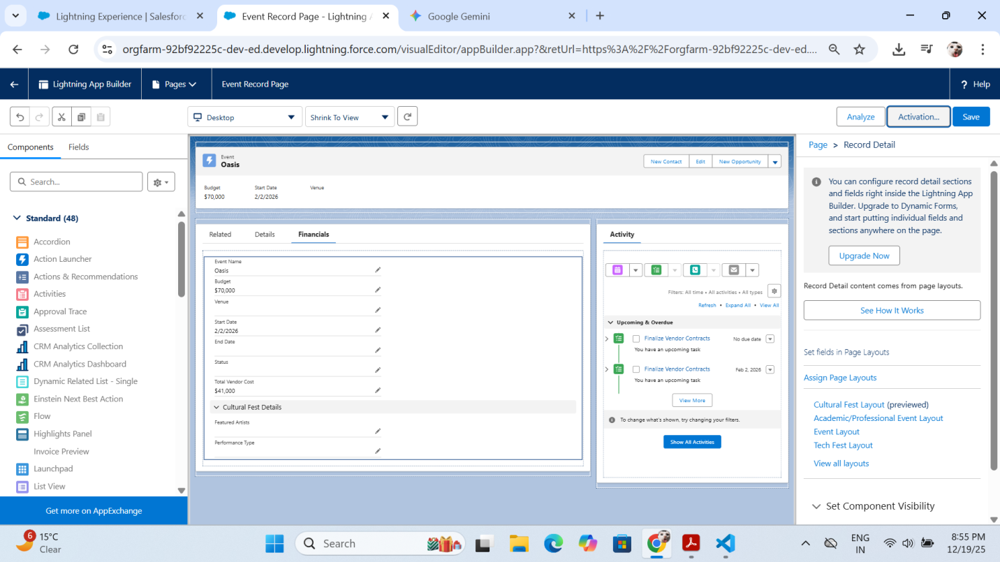 Lightning Experience | Salesforc
Event Record Page - Lightning A
Google Gemini
orgfarm-92bf92225c-dev-ed.develop.lightning.force.com/visualEditor/appBuilder.app?&retUrl=https%3A%2F%2Forgfarm-92bf92225c-dev-ed....
Lightning App Builder
Pages
Event Record Page
? Help
Desktop
Shrink To View
Analyze
Activation...
Save
Components
Fields
Search...
Standard (48)
Accordion
Action Launcher
Actions & Recommendations
Activities
Approval Trace
Assessment List
CRM Analytics Collection
CRM Analytics Dashboard
Dynamic Related List - Single
Einstein Next Best Action
Flow
Highlights Panel
Invoice Preview
Launchpad
List View
Get more on AppExchange
Event
Oasis
New Contact
Edit
New Opportunity
Budget
Start Date
Venue
$70,000
2/2/2026
Related
Details
Financials
Event Name
Oasis
Budget
$70,000
Venue
Start Date
2/2/2026
End Date
Status
Total Vendor Cost
$41,000
Cultural Fest Details
Featured Artists
Performance Type
Activity
Filters: All time • All activities • All types
Refresh • Expand All • View All
Upcoming & Overdue
Finalize Vendor Contracts
No due date
You have an upcoming task
Finalize Vendor Contracts
Feb 2, 2026
You have an upcoming task
View More
To change what's shown, try changing your filters.
Show All Activities
Page > Record Detail
You can configure record detail sections
and fields right inside the Lightning App
Builder. Upgrade to Dynamic Forms,
and start putting individual fields and
sections anywhere on the page.
Upgrade Now
Record Detail content comes from page layouts.
See How It Works
Set fields in Page Layouts
Assign Page Layouts
Cultural Fest Layout (previewed)
Academic/Professional Event Layout
Event Layout
Tech Fest Layout
View all layouts
Set Component Visibility
6
15°C
Clear
Search
ENG
IN
8:55 PM
12/19/25